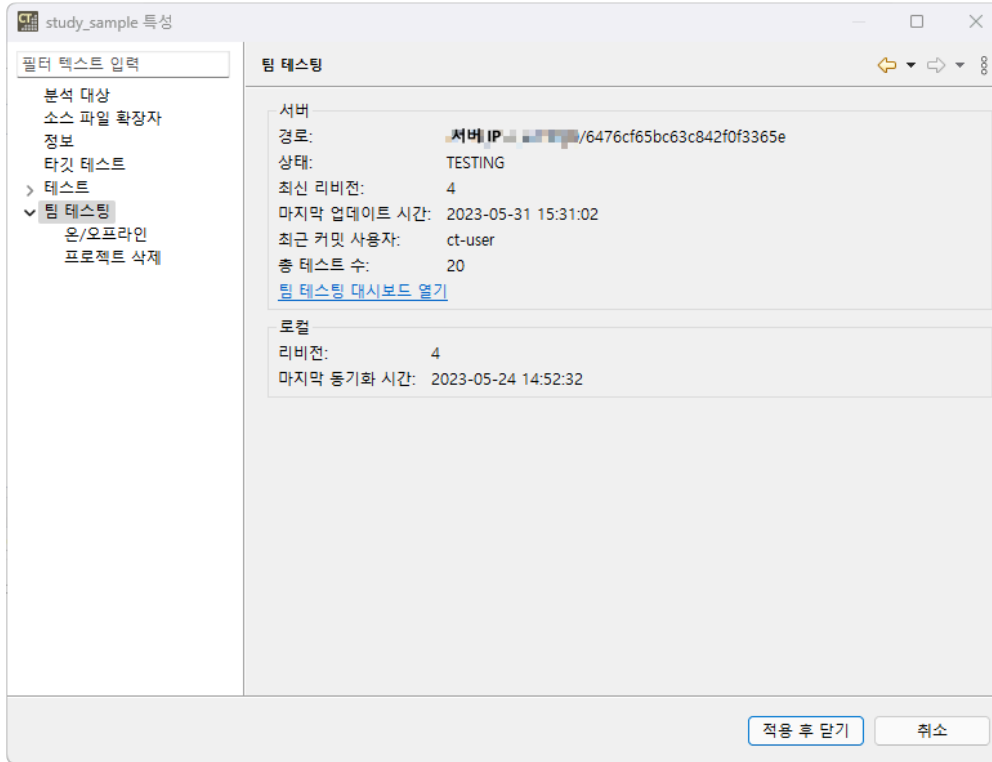 CT study_sample 특성
필터 텍스트 입력
분석 대상
소스 파일 확장자
정보
타깃 테스트
테스트
팀 테스팅
온/오프라인
프로젝트 삭제
팀 테스팅
서버
경로: 서버 IP /6476cf65bc63c842f0f3365e
상태: TESTING
최신 리비전: 4
마지막 업데이트 시간: 2023-05-31 15:31:02
최근 커밋 사용자: ct-user
총 테스트 수: 20
팀 테스팅 대시보드 열기
로컬
리비전: 4
마지막 동기화 시간: 2023-05-24 14:52:32
적용 후 닫기 취소